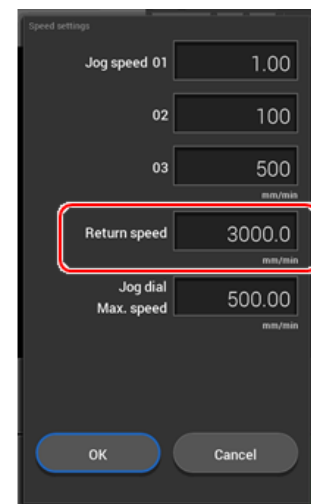 Speed settings
Jog speed 01 1.00
02 100
03 500
mm/min
Return speed 3000.0
mm/min
Jog dial
Max. speed 500.00
mm/min
OK Cancel